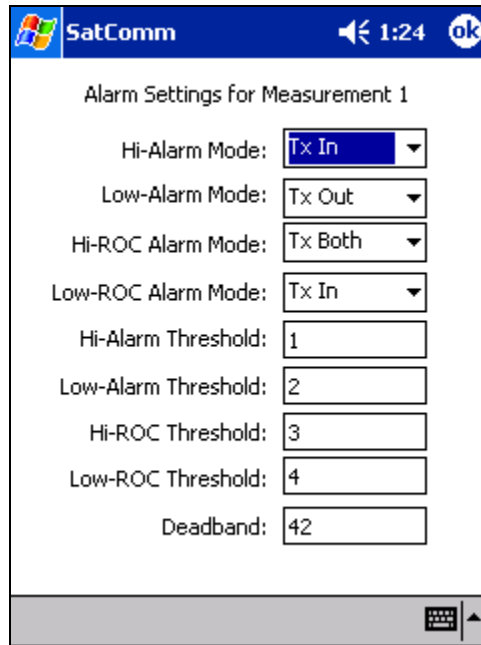 SatComm 1:24 ok
Alarm Settings for Measurement 1
Hi-Alarm Mode: Tx In
Low-Alarm Mode: Tx Out
Hi-ROC Alarm Mode: Tx Both
Low-ROC Alarm Mode: Tx In
Hi-Alarm Threshold: 1
Low-Alarm Threshold: 2
Hi-ROC Threshold: 3
Low-ROC Threshold: 4
Deadband: 42